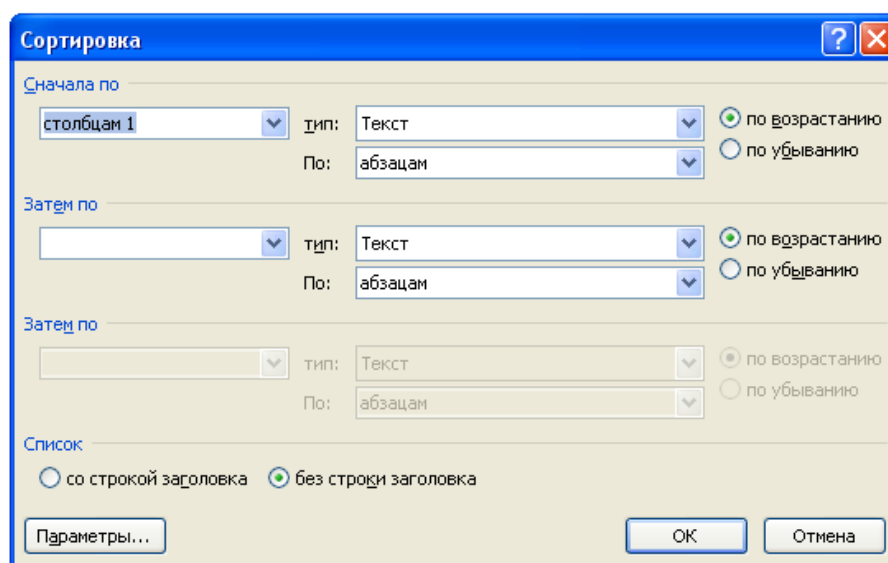 Сортировка
Сначала по
столбцам 1 тип: Текст по возрастанию
По: абзацам по убыванию
Затем по
тип: Текст по возрастанию
По: абзацам по убыванию
Затем по
тип: Текст по возрастанию
По: абзацам по убыванию
Список
со строкой заголовка без строки заголовка
Параметры... ОК Отмена